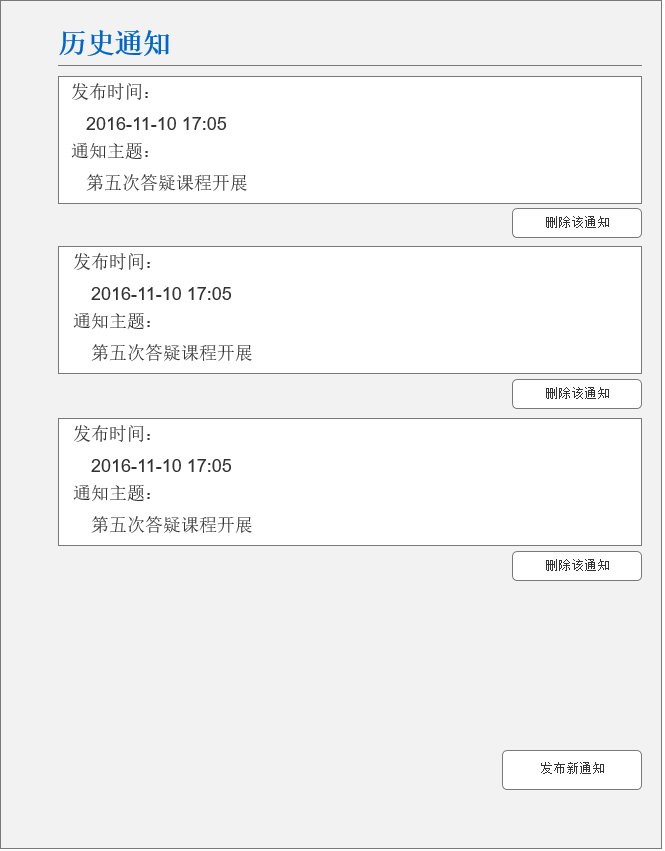 历史通知
发布时间：
2016-11-10 17:05
通知主题：
第五次答疑课程开展
删除该通知
发布时间：
2016-11-10 17:05
通知主题：
第五次答疑课程开展
删除该通知
发布时间：
2016-11-10 17:05
通知主题：
第五次答疑课程开展
删除该通知
发布新通知